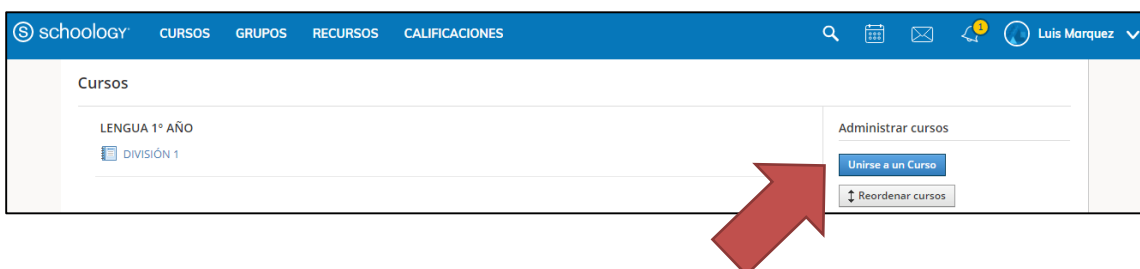 schoology CURSOS GRUPOS RECURSOS CALIFICACIONES 1 Luis Marquez
Cursos
LENGUA 1º AÑO
DIVISIÓN 1
Administrar cursos
Unirse a un Curso
Reordenar cursos